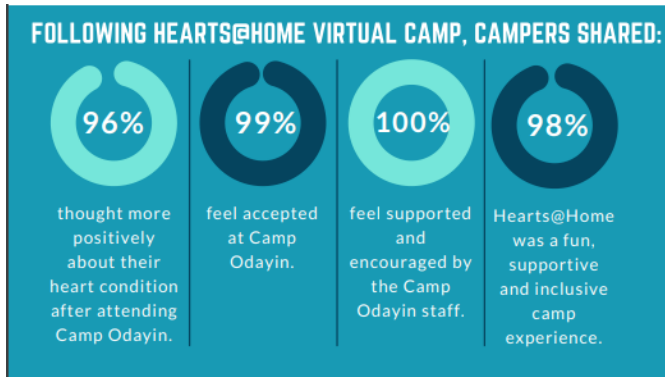 FOLLOWING HEARTS@HOME VIRTUAL CAMP, CAMPERS SHARED:
96%
thought more
positively
about their
heart condition
after attending
Camp Odayin.
99%
feel accepted
at Camp
Odayin.
100%
feel supported
and
encouraged by
the Camp
Odayin staff.
98%
Hearts@Home
was a fun,
supportive
and inclusive
camp
experience.